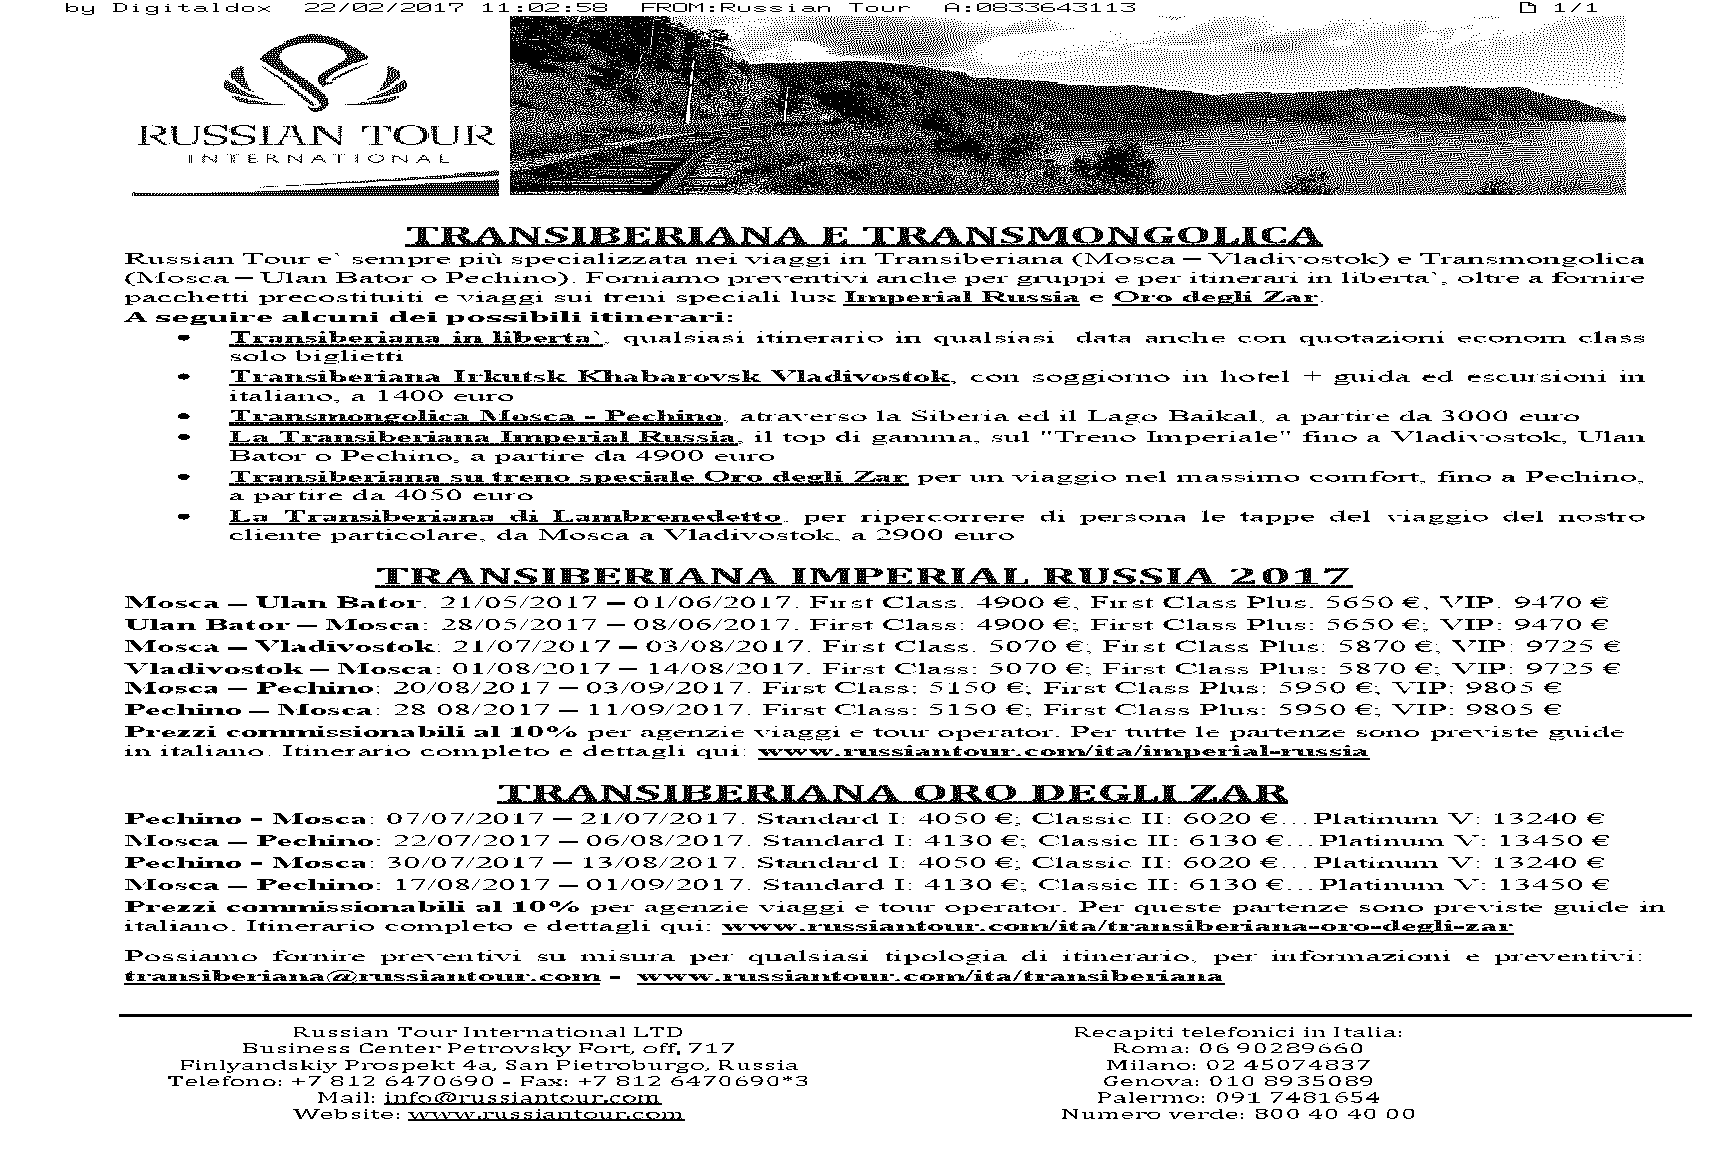 by Digitaldox 22/02/2017 11:02:58 FROM:Russian Tour A:0833643113 1/1
RUSSIAN TOUR
INTERNATIONAL
TRANSIBERIANA E TRANSMONGOLICA
Russian Tour e` sempre più specializzata nei viaggi in Transiberiana (Mosca – Vladivostok) e Transmongolica
(Mosca – Ulan Bator o Pechino). Forniamo preventivi anche per gruppi e per itinerari in liberta`, oltre a fornire
pacchetti precostituiti e viaggi sui treni speciali lux Imperial Russia e Oro degli Zar.
A seguire alcuni dei possibili itinerari:
• Transiberiana in liberta`, qualsiasi itinerario in qualsiasi data anche con quotazioni econom class
solo biglietti
• Transiberiana Irkutsk Khabarovsk Vladivostok, con soggiorno in hotel + guida ed escursioni in
italiano, a 1400 euro
• Transmongolica Mosca - Pechino, atraverso la Siberia ed il Lago Baikal, a partire da 3000 euro
• La Transiberiana Imperial Russia, il top di gamma, sul "Treno Imperiale" fino a Vladivostok, Ulan
Bator o Pechino, a partire da 4900 euro
• Transiberiana su treno speciale Oro degli Zar per un viaggio nel massimo comfort, fino a Pechino,
a partire da 4050 euro
• La Transiberiana di Lambrenedetto, per ripercorrere di persona le tappe del viaggio del nostro
cliente particolare, da Mosca a Vladivostok, a 2900 euro
TRANSIBERIANA IMPERIAL RUSSIA 2017
Mosca – Ulan Bator: 21/05/2017 – 01/06/2017. First Class: 4900 €; First Class Plus: 5650 €; VIP: 9470 €
Ulan Bator – Mosca: 28/05/2017 – 08/06/2017. First Class: 4900 €; First Class Plus: 5650 €; VIP: 9470 €
Mosca – Vladivostok: 21/07/2017 – 03/08/2017. First Class: 5070 €; First Class Plus: 5870 €; VIP: 9725 €
Vladivostok – Mosca: 01/08/2017 – 14/08/2017. First Class: 5070 €; First Class Plus: 5870 €; VIP: 9725 €
Mosca – Pechino: 20/08/2017 – 03/09/2017. First Class: 5150 €; First Class Plus: 5950 €; VIP: 9805 €
Pechino – Mosca: 28 08/2017 – 11/09/2017. First Class: 5150 €; First Class Plus: 5950 €; VIP: 9805 €
Prezzi commissionabili al 10% per agenzie viaggi e tour operator. Per tutte le partenze sono previste guide
in italiano. Itinerario completo e dettagli qui: www.russiantour.com/ita/imperial-russia
TRANSIBERIANA ORO DEGLI ZAR
Pechino - Mosca: 07/07/2017 – 21/07/2017. Standard I: 4050 €; Classic II: 6020 €...Platinum V: 13240 €
Mosca – Pechino: 22/07/2017 – 06/08/2017. Standard I: 4130 €; Classic II: 6130 €...Platinum V: 13450 €
Pechino - Mosca: 30/07/2017 – 13/08/2017. Standard I: 4050 €; Classic II: 6020 €...Platinum V: 13240 €
Mosca – Pechino: 17/08/2017 – 01/09/2017. Standard I: 4130 €; Classic II: 6130 €...Platinum V: 13450 €
Prezzi commissionabili al 10% per agenzie viaggi e tour operator. Per queste partenze sono previste guide in
italiano. Itinerario completo e dettagli qui: www.russiantour.com/ita/transiberiana-oro-degli-zar
Possiamo fornire preventivi su misura per qualsiasi tipologia di itinerario, per informazioni e preventivi:
transiberiana@russiantour.com - www.russiantour.com/ita/transiberiana
Russian Tour International LTD
Business Center Petrovsky Fort, off. 717
Finlyandskiy Prospekt 4a, San Pietroburgo, Russia
Telefono: +7 812 6470690 - Fax: +7 812 6470690*3
Mail: info@russiantour.com
Website: www.russiantour.com
Recapiti telefonici in Italia:
Roma: 06 90289660
Milano: 02 45074837
Genova: 010 8935089
Palermo: 091 7481654
Numero verde: 800 40 40 00